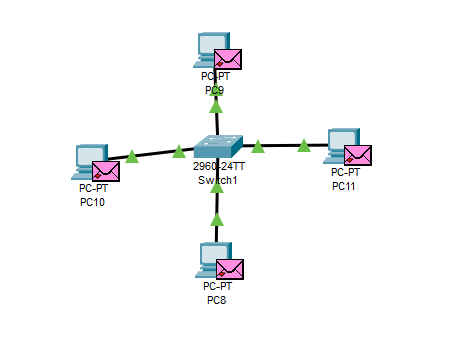 PC-PT
PC9
2960-24TT
Switch1
PC-PT
PC11
PC-PT
PC10
PC-PT
PC8